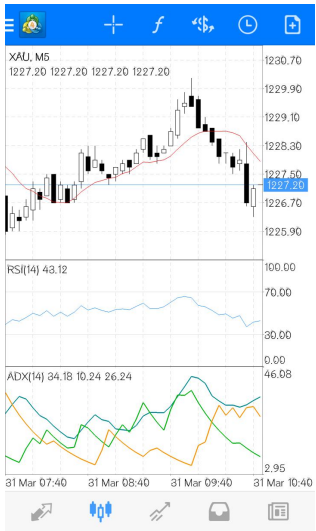 XAU, M5
1227.20 1227.20 1227.20 1227.20
1230.70
1229.90
1229.10
1228.30
1227.50
1227.20
1226.70
1225.90
RSI(14) 43.12
100.00
70.00
30.00
0.00
ADX(14) 34.18 10.24 26.24
46.08
2.95
31 Mar 07:40 31 Mar 08:40 31 Mar 09:40 31 Mar 10:40